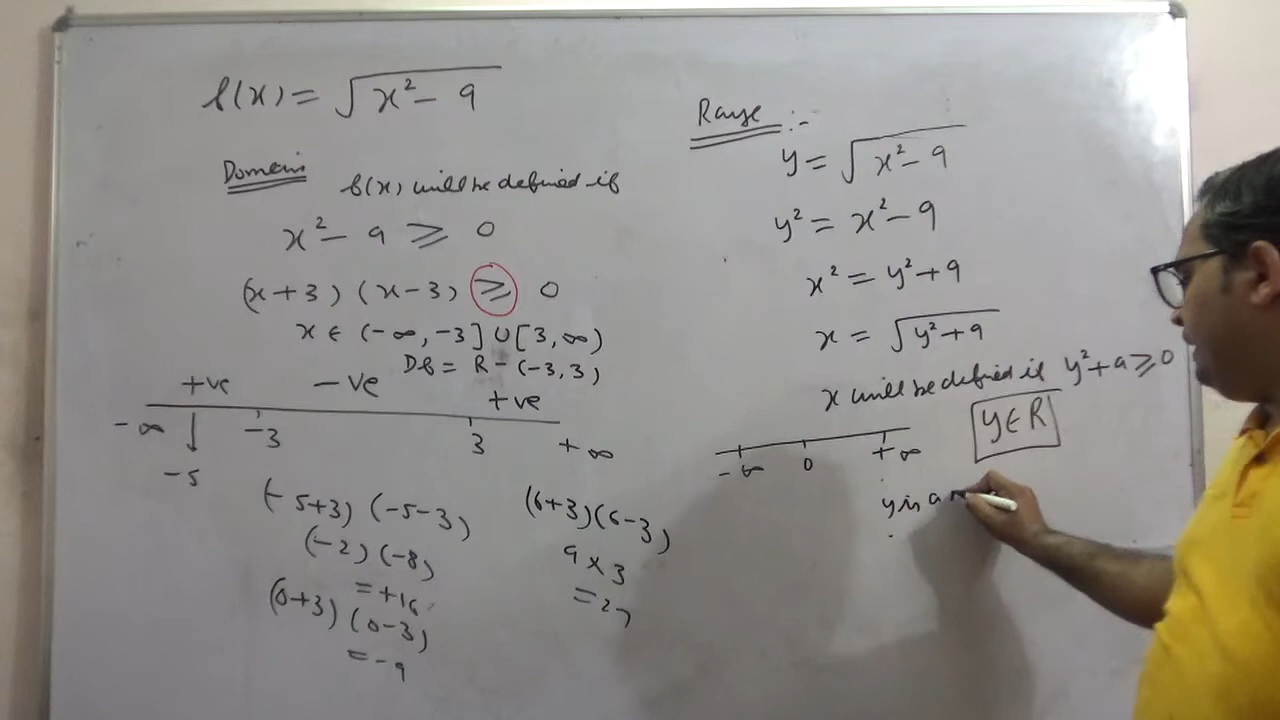 f(x) = √x² - 9
Domain
f(x) will be defined if
x² - 9 ≥ 0
(x+3) (x-3) ≥ 0
x ∈ (-∞, -3] ∪ [3, ∞)
Df = R - (-3, 3)
+ve - ve +ve
-∞ -3 3 +∞
-5
(-5+3) (-5-3)
(-2) (-8)
= +16
(0+3) (0-3)
= -9
(6+3)(6-3)
9 × 3
= 27
Range :-
y = √x² - 9
y² = x² - 9
x² = y² + 9
x = √y² + 9
x will be defined if y² + 9 ≥ 0
y ∈ R
-∞ 0 +∞
y is a